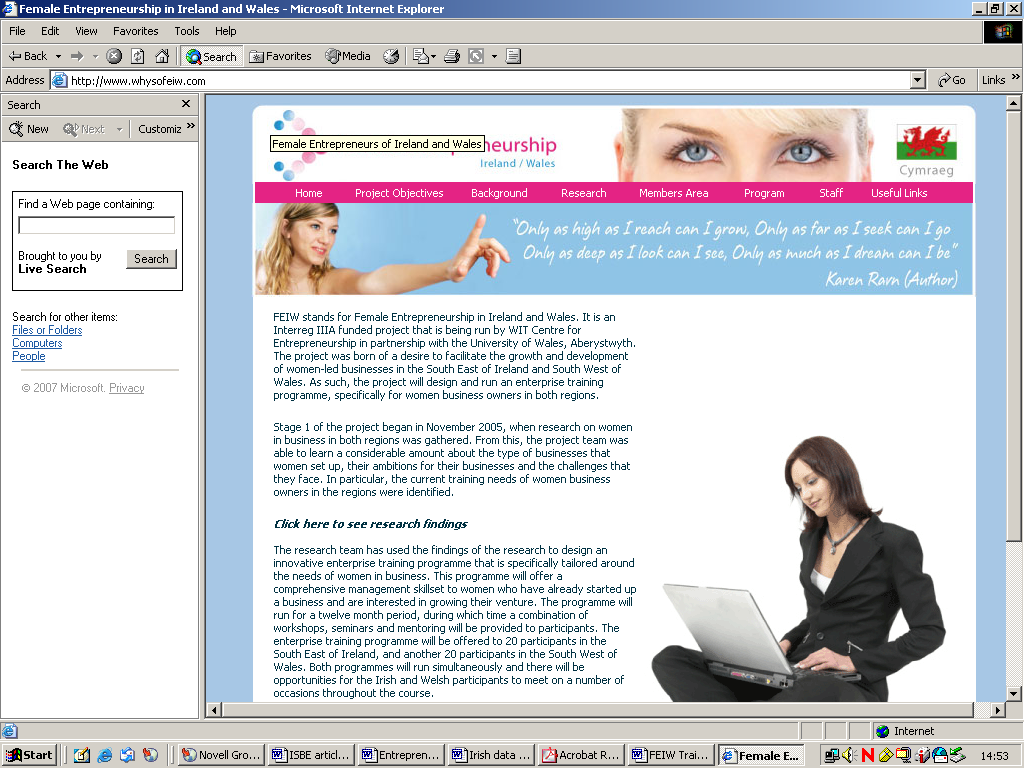 Female Entrepreneurship in Ireland and Wales - Microsoft Internet Explorer
File Edit View Favorites Tools Help
Back Search Favorites Media
Address http://www.whysofeiw.com Go Links »
Search
New Next Customiz »
Search The Web
Find a Web page containing:
Brought to you by
Live Search
Search
Search for other items:
Files or Folders
Computers
People
© 2007 Microsoft. Privacy
Female Entrepreneurs of Ireland and Wales
Ireland / Wales
Cymraeg
Home Project Objectives Background Research Members Area Program Staff Useful Links
"Only as high as I reach can I grow, Only as far as I seek can I go
Only as deep as I look can I see, Only as much as I dream can I be"
Karen Ravn (Author)
FEIW stands for Female Entrepreneurship in Ireland and Wales. It is an
Interreg IIIA funded project that is being run by WIT Centre for
Entrepreneurship in partnership with the University of Wales, Aberystwyth.
The project was born of a desire to facilitate the growth and development
of women-led businesses in the South East of Ireland and South West of
Wales. As such, the project will design and run an enterprise training
programme, specifically for women business owners in both regions.
Stage 1 of the project began in November 2005, when research on women
in business in both regions was gathered. From this, the project team was
able to learn a considerable amount about the type of businesses that
women set up, their ambitions for their businesses and the challenges that
they face. In particular, the current training needs of women business
owners in the regions were identified.
Click here to see research findings
The research team has used the findings of the research to design an
innovative enterprise training programme that is specifically tailored around
the needs of women in business. This programme will offer a
comprehensive management skillset to women who have already started up
a business and are interested in growing their venture. The programme will
run for a twelve month period, during which time a combination of
workshops, seminars and mentoring will be provided to participants. The
enterprise training programme will be offered to 20 participants in the
South East of Ireland, and another 20 participants in the South West of
Wales. Both programmes will run simultaneously and there will be
opportunities for the Irish and Welsh participants to meet on a number of
occasions throughout the course.
Internet
Start Novell Gro... ISBE articl... Entrepren... Irish data ... Acrobat R... FEIW Trai... Female E... 14:53